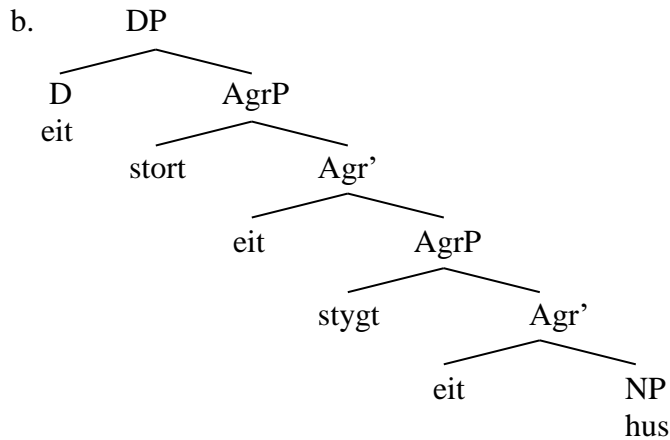 b. DP
D AgrP
eit
stort Agr’
eit AgrP
stygt Agr’
eit NP
hus